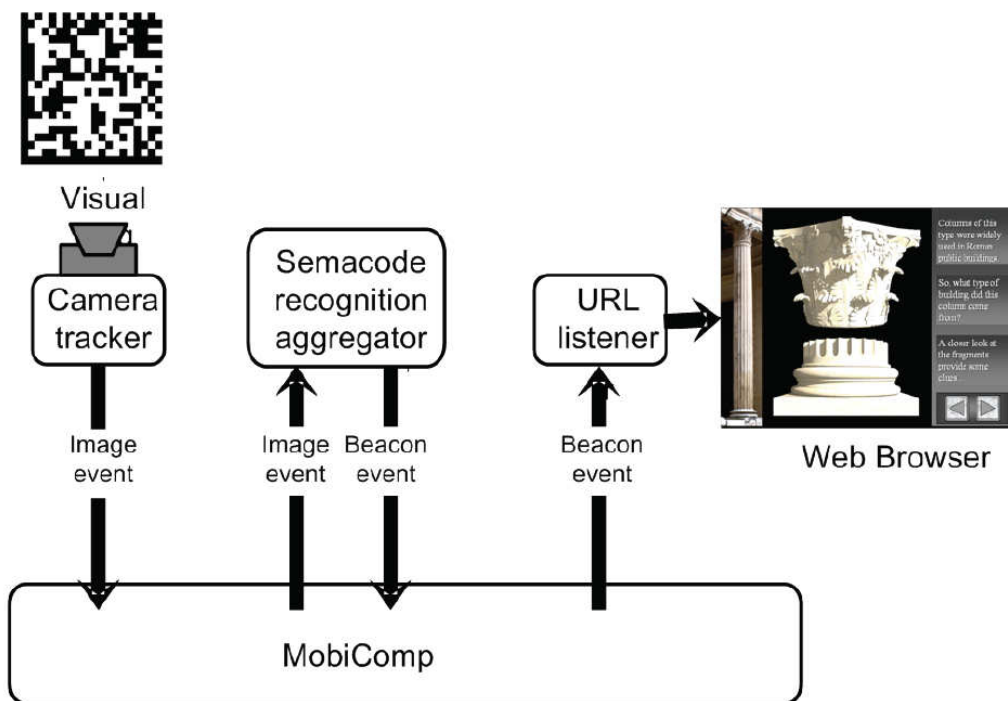 Visual
Camera
tracker
Semacode
recognition
aggregator
URL
listener
Columns of this
type were widely
used in Roman
public buildings.
So, what type of
building did this
column come
from?
A closer look at
the fragments
provide some
clues...
Web Browser
Image
event
Image
event
Beacon
event
Beacon
event
MobiComp